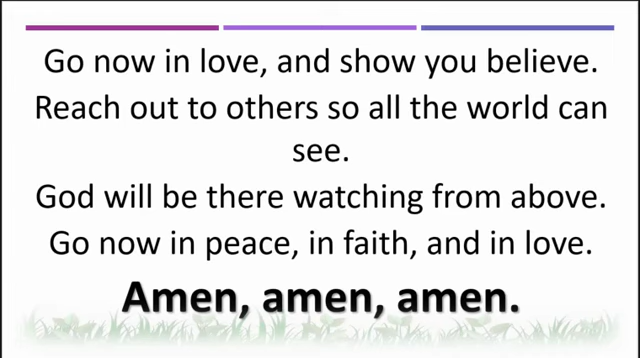 Go now in love, and show you believe.
Reach out to others so all the world can
see.
God will be there watching from above.
Go now in peace, in faith, and in love.
Amen, amen, amen.